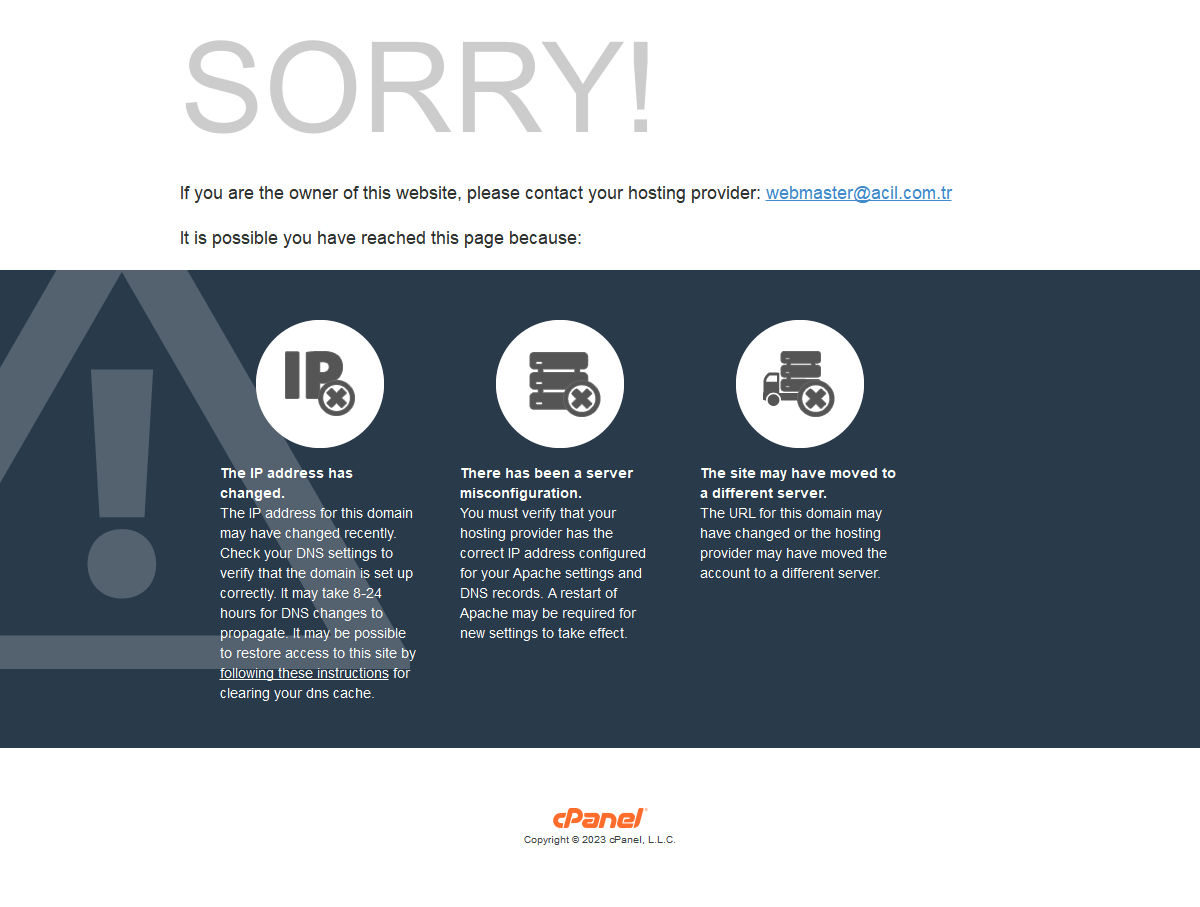 SORRY!
If you are the owner of this website, please contact your hosting provider: webmaster@acil.com.tr
It is possible you have reached this page because:
IP
The IP address has
changed.
The IP address for this domain
may have changed recently.
Check your DNS settings to
verify that the domain is set up
correctly. It may take 8-24
hours for DNS changes to
propagate. It may be possible
to restore access to this site by
following these instructions for
clearing your dns cache.
There has been a server
misconfiguration.
You must verify that your
hosting provider has the
correct IP address configured
for your Apache settings and
DNS records. A restart of
Apache may be required for
new settings to take effect.
The site may have moved to
a different server.
The URL for this domain may
have changed or the hosting
provider may have moved the
account to a different server.
cPanel®
Copyright © 2023 cPanel, L.L.C.